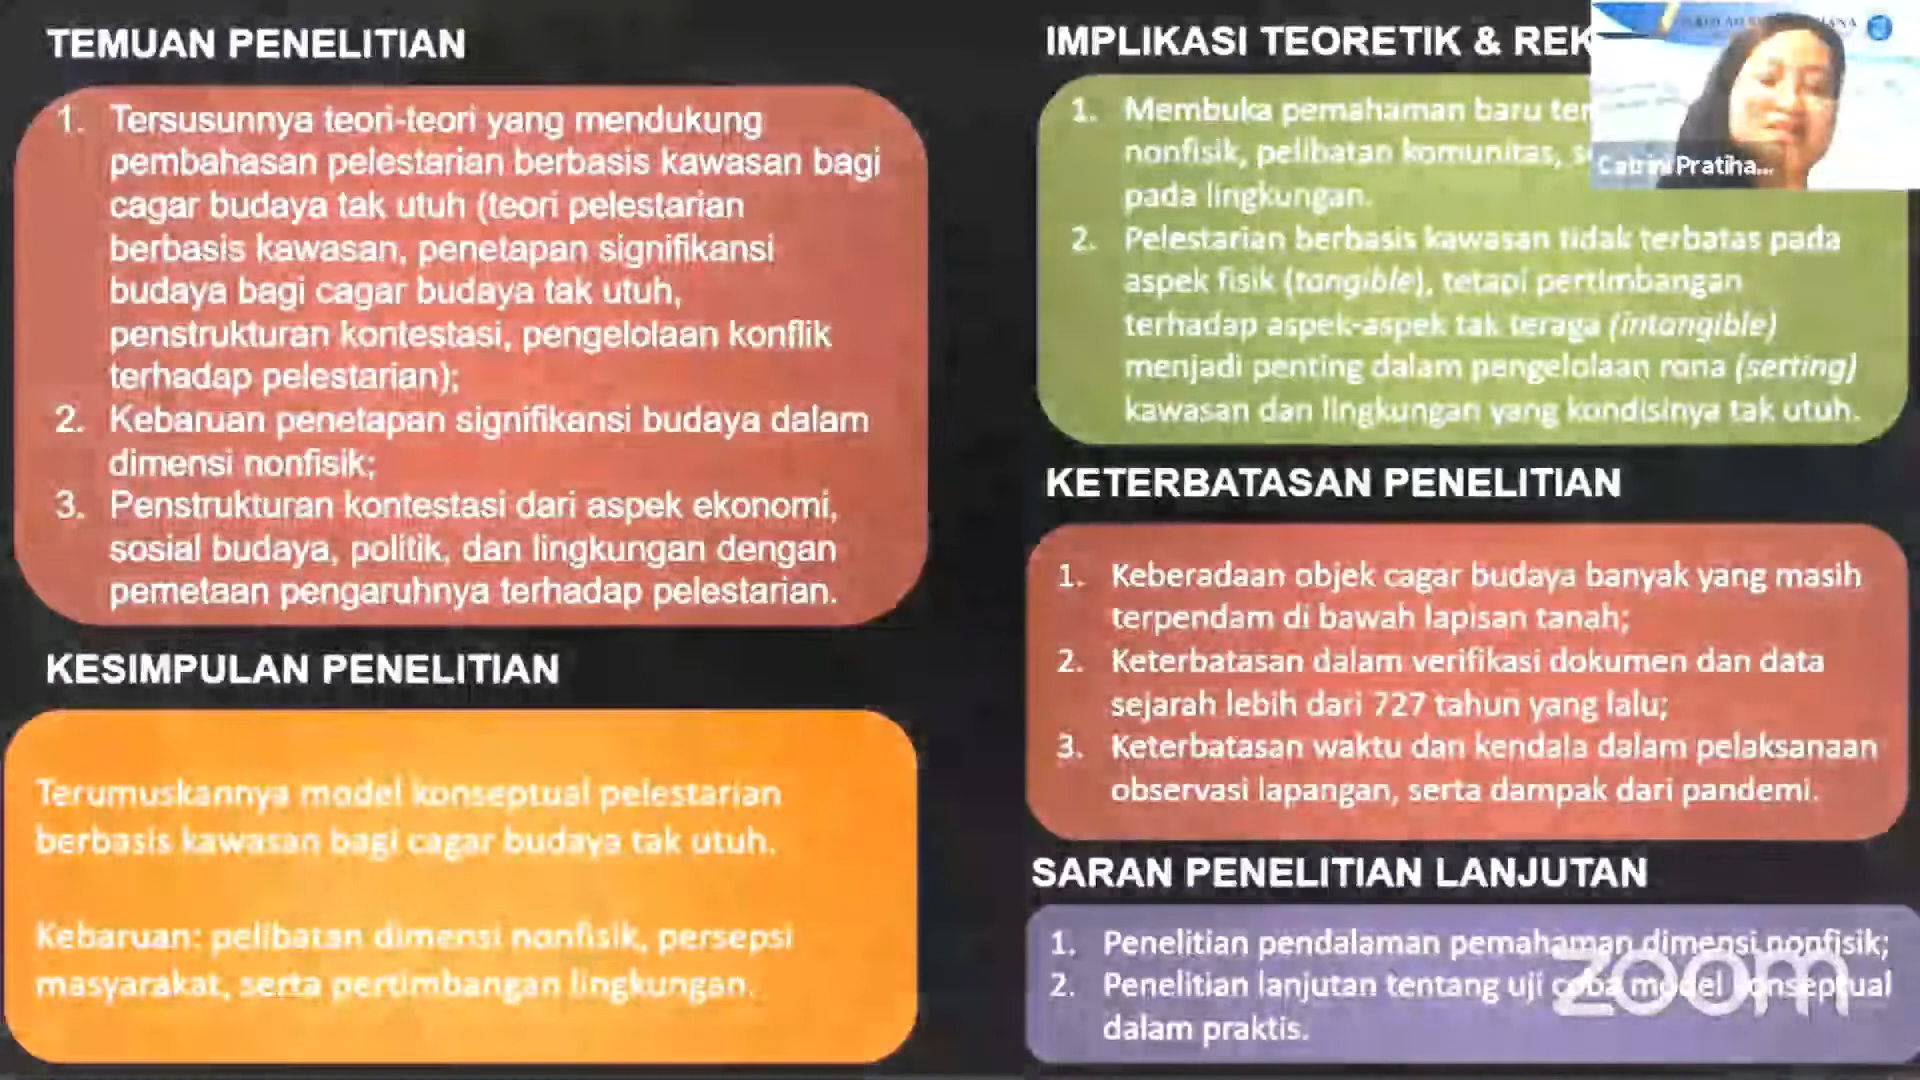 TEMUAN PENELITIAN
1. Tersusunnya teori-teori yang mendukung
pembahasan pelestarian berbasis kawasan bagi
cagar budaya tak utuh (teori pelestarian
berbasis kawasan, penetapan signifikansi
budaya bagi cagar budaya tak utuh,
penstrukturan kontestasi, pengelolaan konflik
terhadap pelestarian);
2. Kebaruan penetapan signifikansi budaya dalam
dimensi nonfisik;
3. Penstrukturan kontestasi dari aspek ekonomi,
sosial budaya, politik, dan lingkungan dengan
pemetaan pengaruhnya terhadap pelestarian.
KESIMPULAN PENELITIAN
Terumuskannya model konseptual pelestarian
berbasis kawasan bagi cagar budaya tak utuh.
Kebaruan: pelibatan dimensi nonfisik, persepsi
masyarakat, serta pertimbangan lingkungan.
IMPLIKASI TEORETIK & REK
1. Membuka pemahaman baru
nonfisik, pelibatan komunitas,
pada lingkungan.
2. Pelestarian berbasis kawasan tidak terbatas pada
aspek fisik (tangible), tetapi pertimbangan
terhadap aspek-aspek tak teraga (intangible)
menjadi penting dalam pengelolaan rona (setting)
kawasan dan lingkungan yang kondisinya tak utuh.
Catrini Pratiha...
KETERBATASAN PENELITIAN
1. Keberadaan objek cagar budaya banyak yang masih
terpendam di bawah lapisan tanah;
2. Keterbatasan dalam verifikasi dokumen dan data
sejarah lebih dari 727 tahun yang lalu;
3. Keterbatasan waktu dan kendala dalam pelaksanaan
observasi lapangan, serta dampak dari pandemi.
SARAN PENELITIAN LANJUTAN
1. Penelitian pendalaman pemahaman dimensi nonfisik;
2. Penelitian lanjutan tentang uji coba model konseptual
dalam praktis.
zoom